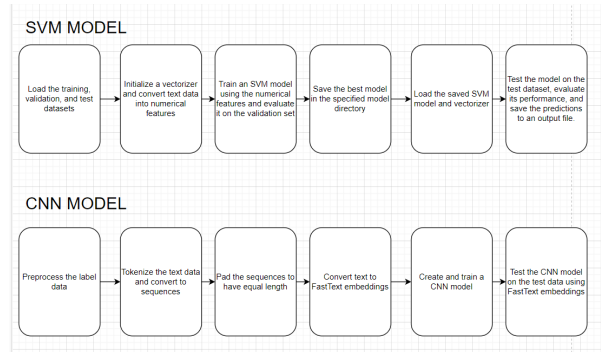 SVM MODEL
Load the training,
validation, and test
datasets
Initialize a vectorizer
and convert text data
into numerical
features
Train an SVM model
using the numerical
features and evaluate
it on the validation set
Save the best model
in the specified model
directory
Load the saved SVM
model and vectorizer
Test the model on the
test dataset, evaluate
its performance, and
save the predictions
to an output file.
CNN MODEL
Preprocess the label
data
Tokenize the text data
and convert to
sequences
Pad the sequences to
have equal length
Convert text to
FastText embeddings
Create and train a
CNN model
Test the CNN model
on the test data using
FastText embeddings